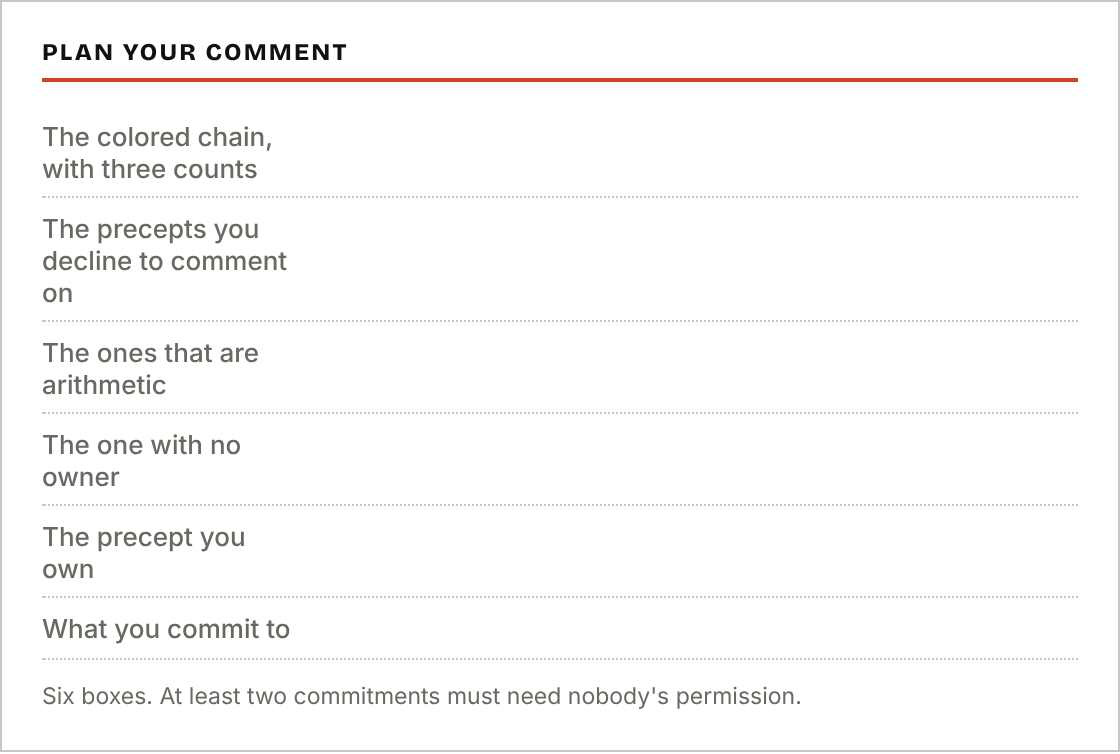 PLAN YOUR COMMENT
The colored chain,
with three counts
The precepts you
decline to comment
on
The ones that are
arithmetic
The one with no
owner
The precept you
own
What you commit to
Six boxes. At least two commitments must need nobody's permission.